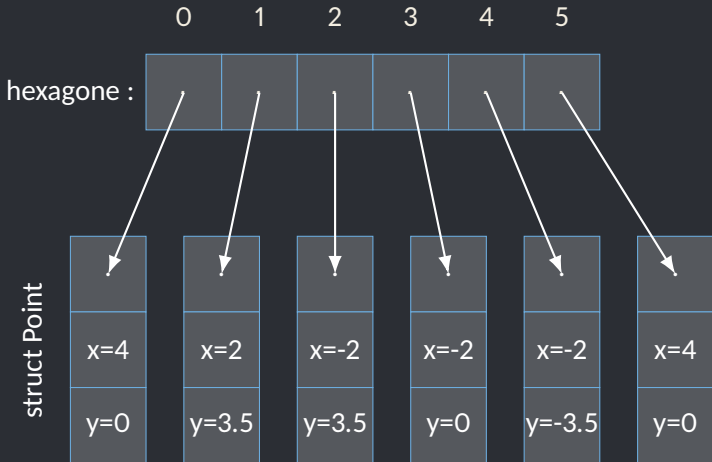 0 1 2 3 4 5
hexagone :
struct Point
x=4 x=2 x=-2 x=-2 x=-2 x=4
y=0 y=3.5 y=3.5 y=0 y=-3.5 y=0